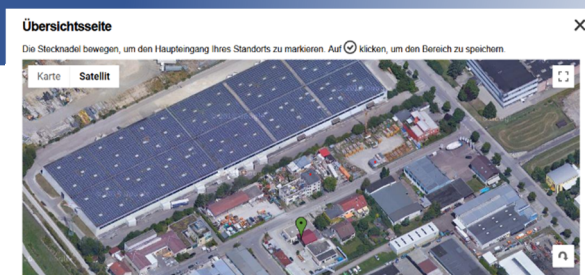 Übersichtsseite
Die Stecknadel bewegen, um den Haupteingang Ihres Standorts zu markieren. Auf klicken, um den Bereich zu speichern.
Karte Satellit